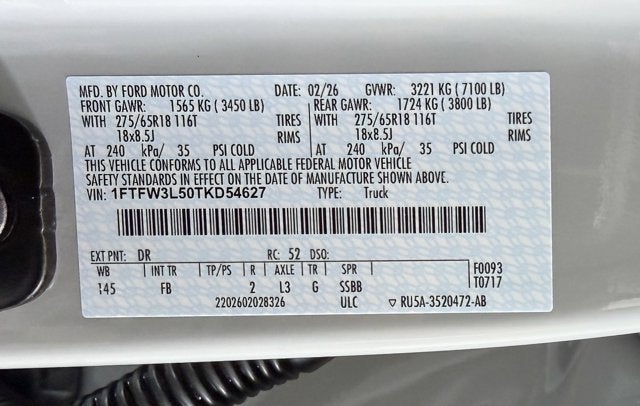 MFD. BY FORD MOTOR CO. DATE: 02/26 GVWR: 3221 KG ( 7100 LB)
FRONT GAWR: 1565 KG ( 3450 LB) REAR GAWR: 1724 KG ( 3800 LB)
WITH 275/65R18 116T TIRES WITH 275/65R18 116T TIRES
18x8.5J RIMS 18x8.5J RIMS
AT 240 kPa/ 35 PSI COLD AT 240 kPa/ 35 PSI COLD
THIS VEHICLE CONFORMS TO ALL APPLICABLE FEDERAL MOTOR VEHICLE
SAFETY STANDARDS IN EFFECT ON THE DATE OF MANUFACTURE SHOWN ABOVE.
VIN: 1FTFW3L50TKD54627 TYPE: Truck
EXT PNT: DR RC: 52 DSO:
WB INT TR TP/PS R AXLE TR SPR F0093
145 FB 2 L3 G SSBB T0717
2202602028326 ULC ▽ RU5A-3520472-AB